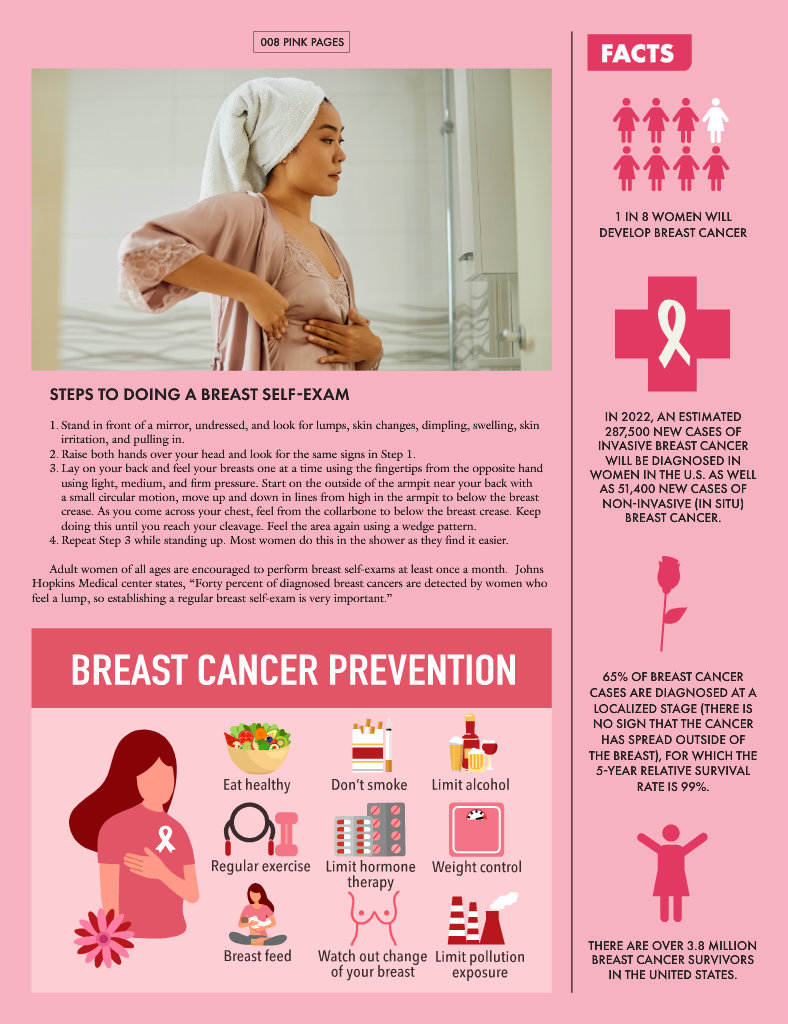 008 PINK PAGES
STEPS TO DOING A BREAST SELF-EXAM
1. Stand in front of a mirror, undressed, and look for lumps, skin changes, dimpling, swelling, skin
irritation, and pulling in.
2. Raise both hands over your head and look for the same signs in Step 1.
3. Lay on your back and feel your breasts one at a time using the fingertips from the opposite hand
using light, medium, and firm pressure. Start on the outside of the armpit near your back with
a small circular motion, move up and down in lines from high in the armpit to below the breast
crease. As you come across your chest, feel from the collarbone to below the breast crease. Keep
doing this until you reach your cleavage. Feel the area again using a wedge pattern.
4. Repeat Step 3 while standing up. Most women do this in the shower as they find it easier.
Adult women of all ages are encouraged to perform breast self-exams at least once a month. Johns
Hopkins Medical center states, “Forty percent of diagnosed breast cancers are detected by women who
feel a lump, so establishing a regular breast self-exam is very important.”
BREAST CANCER PREVENTION
Eat healthy
Don’t smoke
Limit alcohol
Regular exercise
Limit hormone
therapy
Weight control
Breast feed
Watch out change
of your breast
Limit pollution
exposure
FACTS
1 IN 8 WOMEN WILL
DEVELOP BREAST CANCER
IN 2022, AN ESTIMATED
287,500 NEW CASES OF
INVASIVE BREAST CANCER
WILL BE DIAGNOSED IN
WOMEN IN THE U.S. AS WELL
AS 51,400 NEW CASES OF
NON-INVASIVE (IN SITU)
BREAST CANCER.
65% OF BREAST CANCER
CASES ARE DIAGNOSED AT A
LOCALIZED STAGE (THERE IS
NO SIGN THAT THE CANCER
HAS SPREAD OUTSIDE OF
THE BREAST), FOR WHICH THE
5-YEAR RELATIVE SURVIVAL
RATE IS 99%.
THERE ARE OVER 3.8 MILLION
BREAST CANCER SURVIVORS
IN THE UNITED STATES.